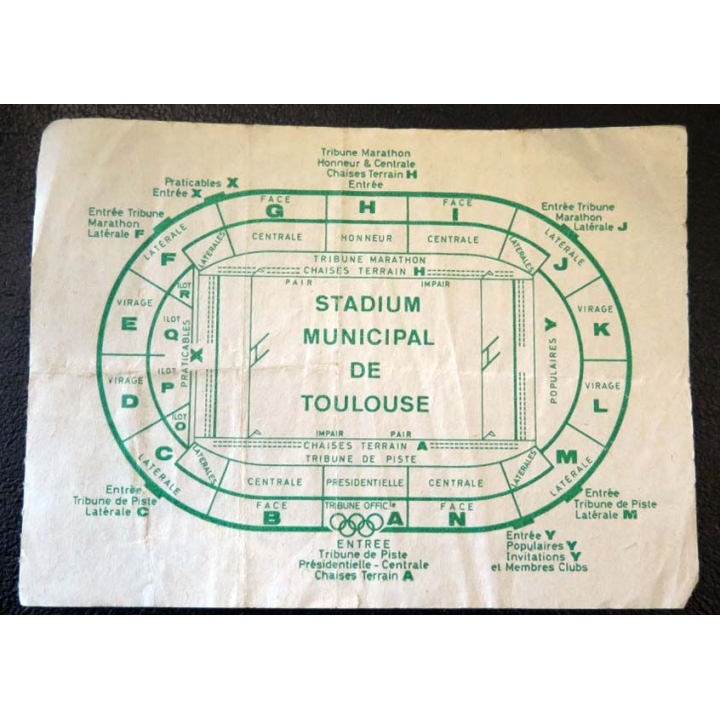 Tribune Marathon
Honneur & Centrale
Chaises Terrain H
Entrée
Praticables X
Entrée X
Entrée Tribune
Marathon
Latérale F
Entrée Tribune
Marathon
Latérale J
FACE
G
H
FACE
I
LATÉRALE
F
LATÉRALES
CENTRALE
HONNEUR
CENTRALE
LATÉRALES
LATÉRALE
J
TRIBUNE MARATHON
CHAISES TERRAIN H
PAIR
IMPAIR
VIRAGE
E
ILOT
R
ILOT
Q
PRATICABLES
X
ILOT
P
ILOT
O
VIRAGE
D
STADIUM
MUNICIPAL
DE
TOULOUSE
POPULAIRES Y
VIRAGE
K
VIRAGE
L
IMPAIR
PAIR
CHAISES TERRAIN A
TRIBUNE DE PISTE
C
LATÉRALE
LATÉRALES
CENTRALE
PRÉSIDENTIELLE
CENTRALE
LATÉRALES
M
LATÉRALE
FACE
B
TRIBUNE OFFIC.le
A
FACE
N
Entrée
Tribune de Piste
Latérale C
Entrée
Tribune de Piste
Latérale M
ENTREE
Tribune de Piste
Présidentielle - Centrale
Chaises Terrain A
Entrée Y
Populaires Y
Invitations Y
et Membres Clubs